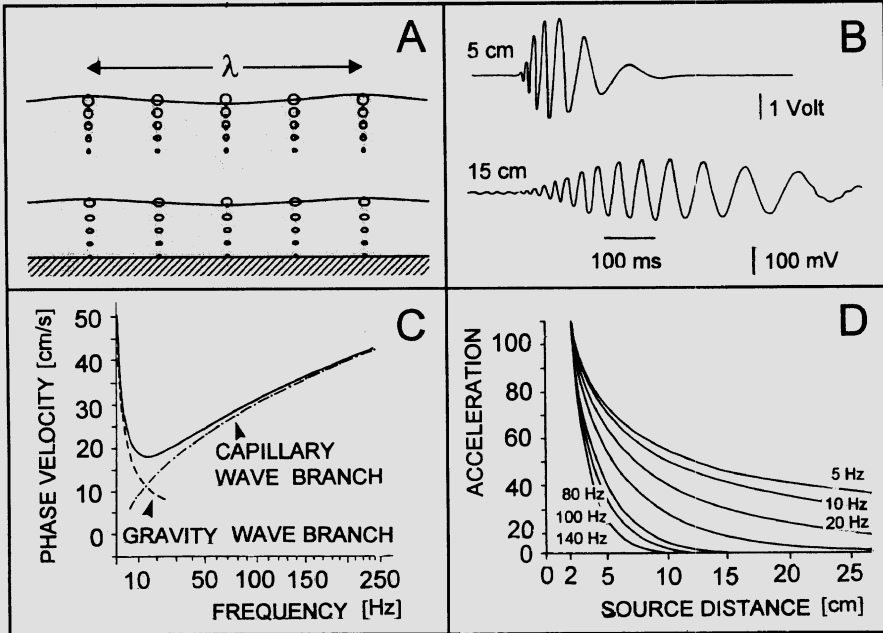 A
λ
B
5 cm
1 Volt
15 cm
100 ms
100 mV
C
PHASE VELOCITY [cm/s]
50
40
30
20
10
0
CAPILLARY
WAVE BRANCH
GRAVITY WAVE BRANCH
10 50 100 150 250
FREQUENCY [Hz]
D
ACCELERATION
100
80
60
40
20
0
5 Hz
10 Hz
20 Hz
80 Hz
100 Hz
140 Hz
0 2 5 10 15 20 25
SOURCE DISTANCE [cm]